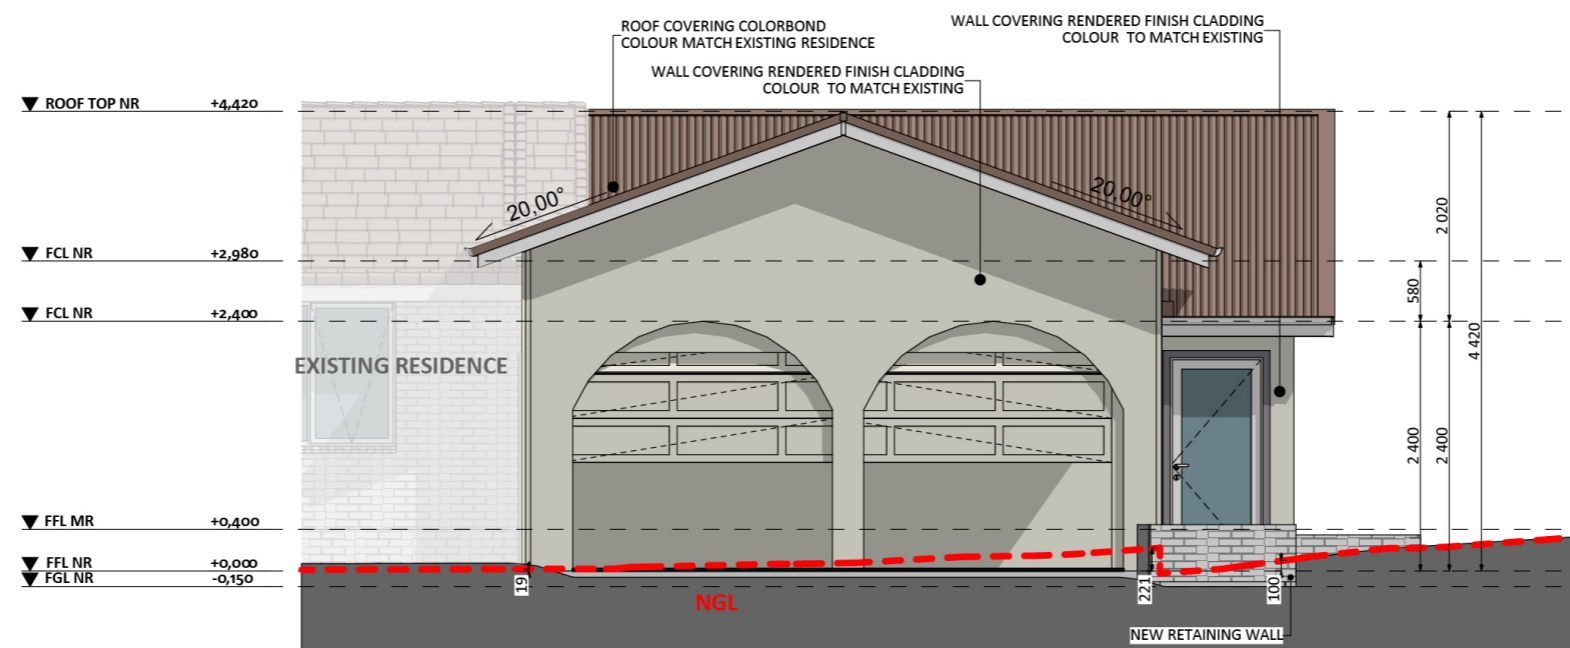 ROOF COVERING COLORBOND
COLOUR MATCH EXISTING RESIDENCE
WALL COVERING RENDERED FINISH CLADDING
COLOUR TO MATCH EXISTING
WALL COVERING RENDERED FINISH CLADDING
COLOUR TO MATCH EXISTING
ROOF TOP NR +4,420
20,00°
20,00°
2 020
FCL NR +2,980
580
FCL NR +2,400
4 420
EXISTING RESIDENCE
2 400
2 400
FFL MR +0,400
FFL NR +0,000
FGL NR -0,150
19
221
100
NGL
NEW RETAINING WALL